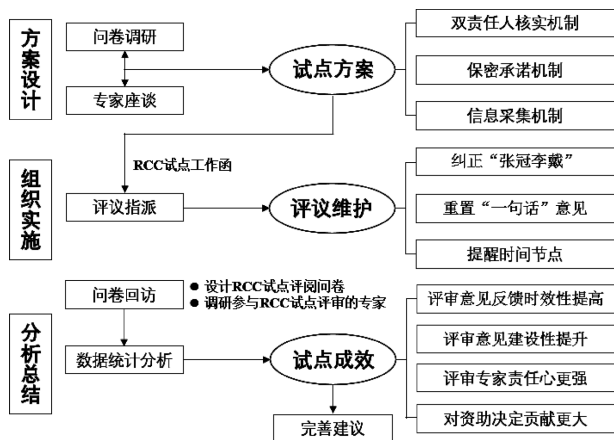 方案设计
问卷调研
专家座谈
试点方案
双责任人核实机制
保密承诺机制
信息采集机制
RCC试点工作函
组织实施
评议指派
评议维护
纠正“张冠李戴”
重置“一句话”意见
提醒时间节点
分析总结
问卷回访
● 设计RCC试点评阅问卷
● 调研参与RCC试点评审的专家
数据统计分析
试点成效
完善建议
评审意见反馈时效性提高
评审意见建设性提升
评审专家责任心更强
对资助决定贡献更大